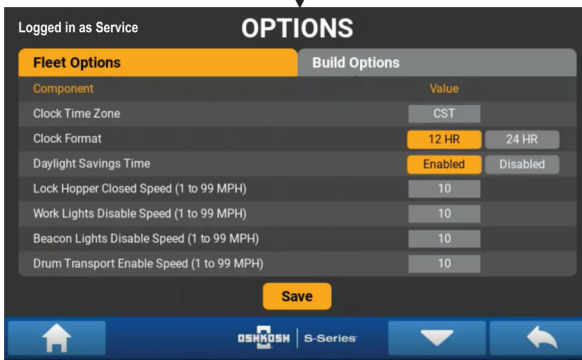 Logged in as Service
OPTIONS
Fleet Options
Build Options
Component Value
Clock Time Zone CST
Clock Format 12 HR 24 HR
Daylight Savings Time Enabled Disabled
Lock Hopper Closed Speed (1 to 99 MPH) 10
Work Lights Disable Speed (1 to 99 MPH) 10
Beacon Lights Disable Speed (1 to 99 MPH) 10
Drum Transport Enable Speed (1 to 99 MPH) 10
Save
OSHKOSH S-Series